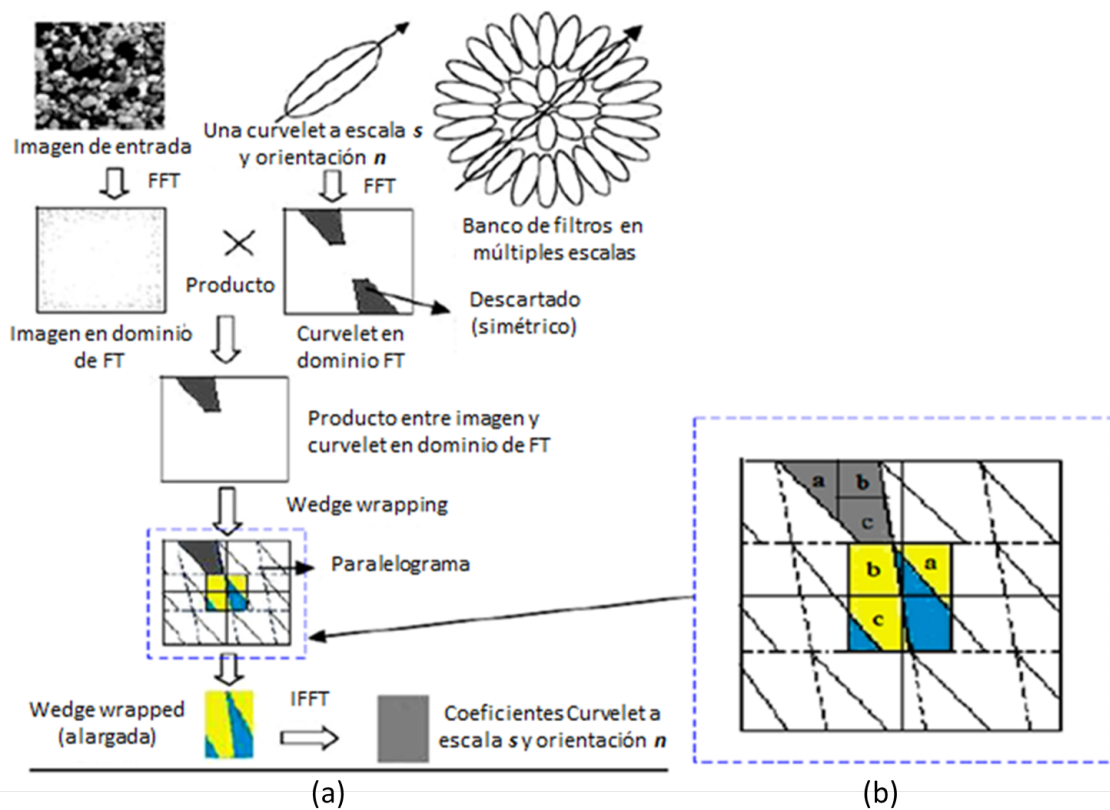 Imagen de entrada
Una curvelet a escala s
y orientación n
FFT
FFT
Banco de filtros en
múltiples escalas
Producto
Descartado
(simétrico)
Imagen en dominio
de FT
Curvelet en
dominio FT
Producto entre imagen y
curvelet en dominio de FT
Wedge wrapping
Paralelograma
Wedge wrapped
(alargada)
IFFT
Coeficientes Curvelet a
escala s y orientación n
(a)
a b
c
b a
c
(b)